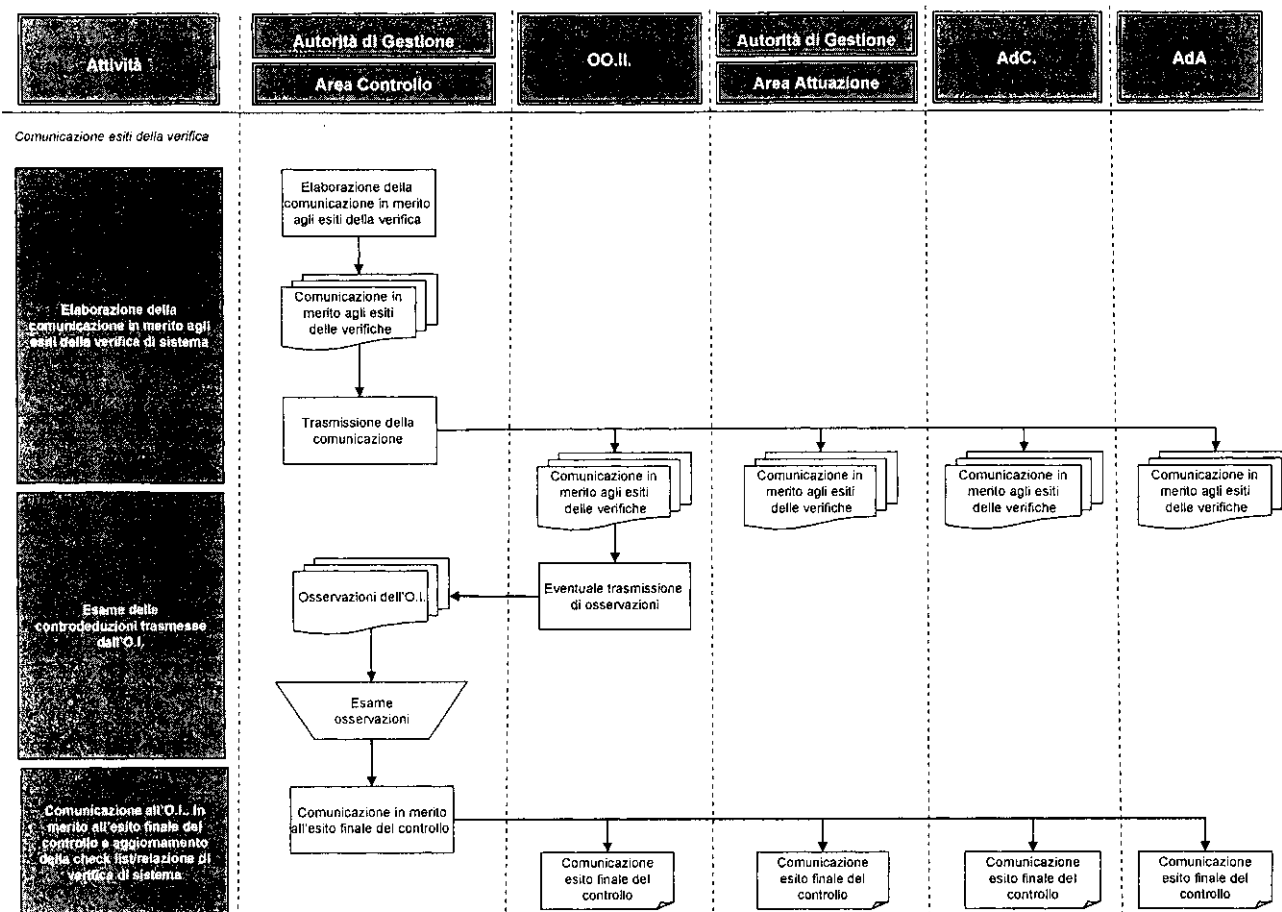 Attività
Autorità di Gestione
Area Controllo
OO.II.
Autorità di Gestione
Area Attuazione
AdC.
AdA
Comunicazione esiti della verifica
Elaborazione della
comunicazione in merito agli
esiti della verifica di sistema
Elaborazione della
comunicazione in merito
agli esiti della verifica
Comunicazione in
merito agli esiti
delle verifiche
Trasmissione della
comunicazione
Comunicazione in
merito agli esiti
delle verifiche
Comunicazione in
merito agli esiti
delle verifiche
Comunicazione in
merito agli esiti
delle verifiche
Comunicazione in
merito agli esiti
delle verifiche
Esame delle
controdeduzioni trasmesse
dall'O.I.
Osservazioni dell'O.I.
Eventuale trasmissione
di osservazioni
Esame
osservazioni
Comunicazione all'O.I.. In
merito all'esito finale del
controllo e aggiornamento
della check list/relazione di
verifica di sistema
Comunicazione in merito
all'esito finale del controllo
Comunicazione
esito finale del
controllo
Comunicazione
esito finale del
controllo
Comunicazione
esito finale del
controllo
Comunicazione
esito finale del
controllo